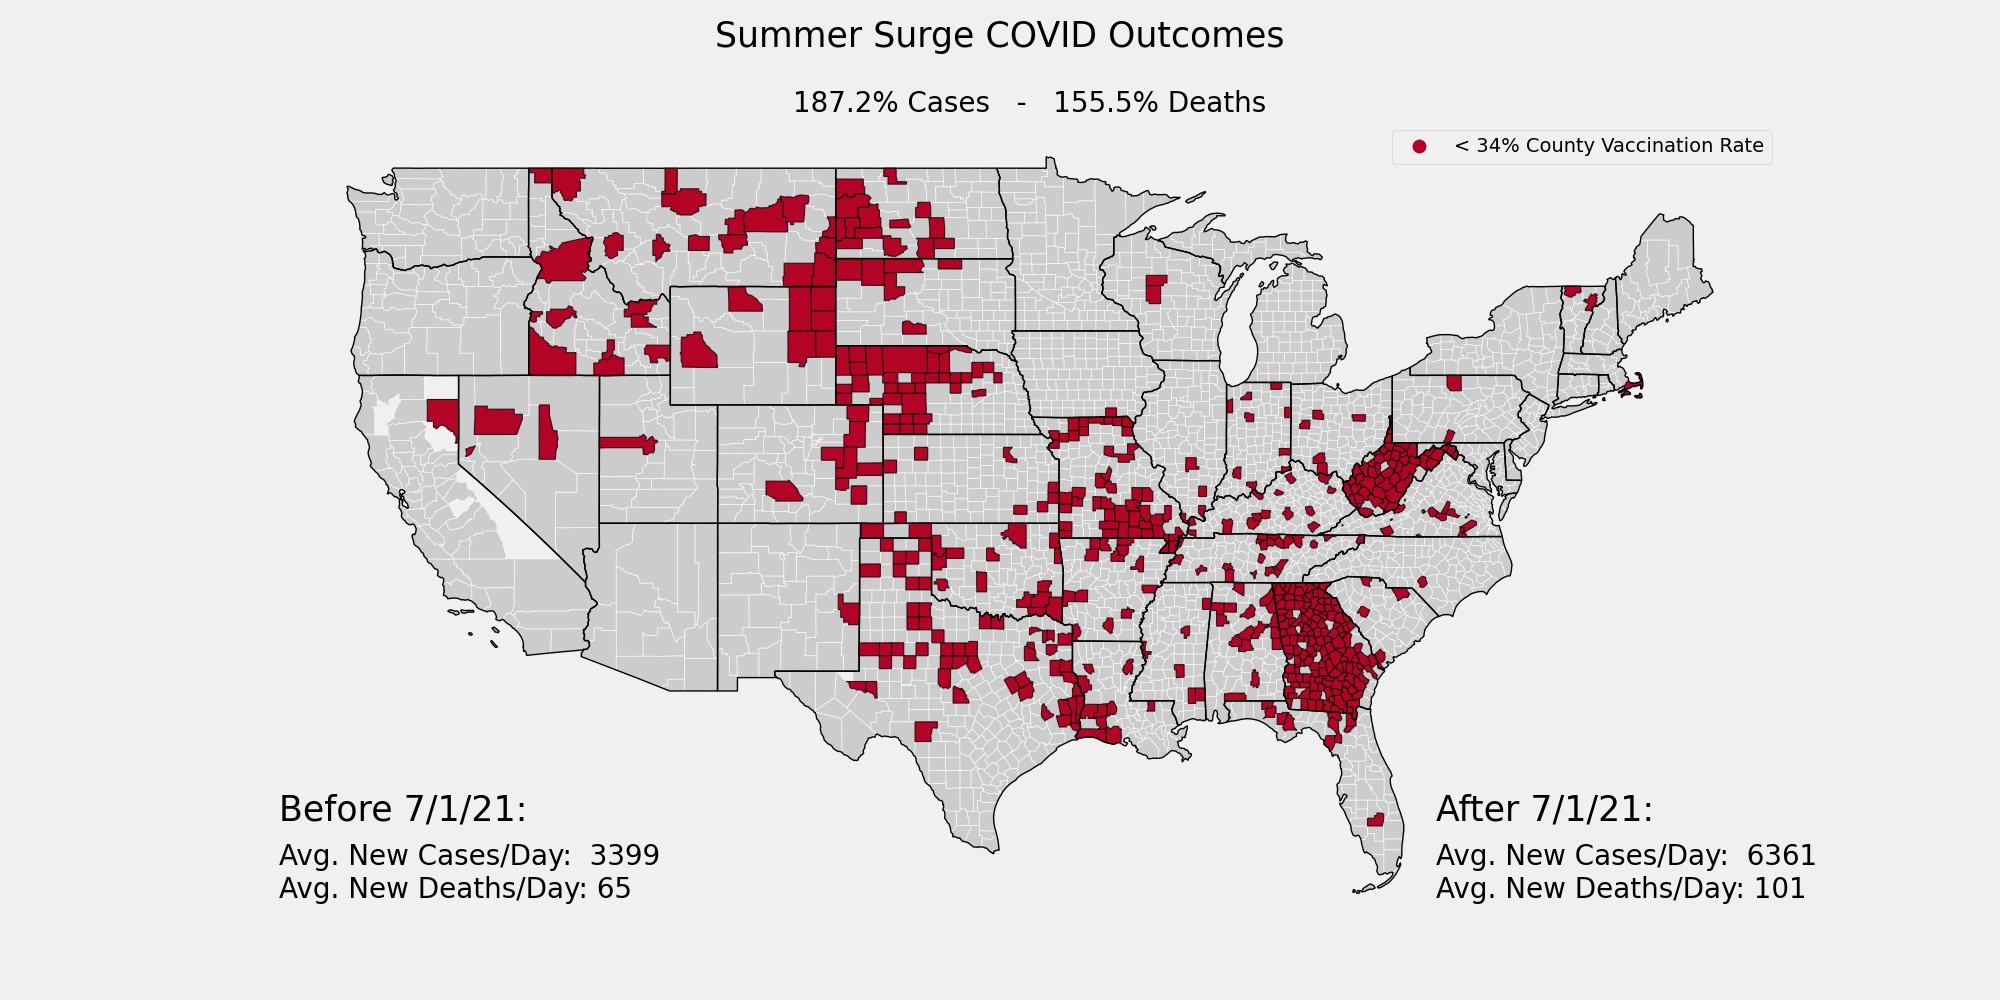 Summer Surge COVID Outcomes
187.2% Cases - 155.5% Deaths
< 34% County Vaccination Rate
Before 7/1/21:
Avg. New Cases/Day: 3399
Avg. New Deaths/Day: 65
After 7/1/21:
Avg. New Cases/Day: 6361
Avg. New Deaths/Day: 101